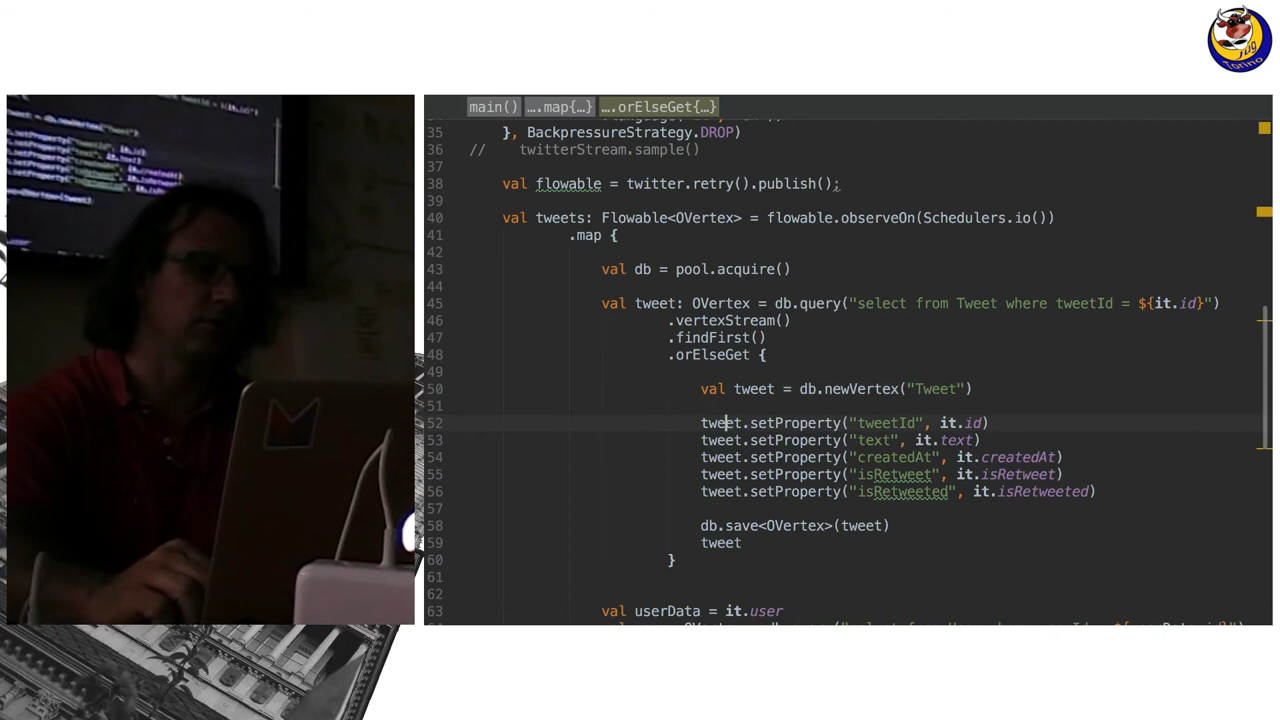 Jug
Torino
main() ….map{…} ….orElseGet{…}
35 }, BackpressureStrategy.DROP)
36 // twitterStream.sample()
37
38 val flowable = twitter.retry().publish();
39
40 val tweets: Flowable<OVertex> = flowable.observeOn(Schedulers.io())
41 .map {
42
43 val db = pool.acquire()
44
45 val tweet: OVertex = db.query("select from Tweet where tweetId = ${it.id}")
46 .vertexStream()
47 .findFirst()
48 .orElseGet {
49
50 val tweet = db.newVertex("Tweet")
51
52 tweet.setProperty("tweetId", it.id)
53 tweet.setProperty("text", it.text)
54 tweet.setProperty("createdAt", it.createdAt)
55 tweet.setProperty("isRetweet", it.isRetweet)
56 tweet.setProperty("isRetweeted", it.isRetweeted)
57
58 db.save<OVertex>(tweet)
59 tweet
60 }
61
62
63 val userData = it.user